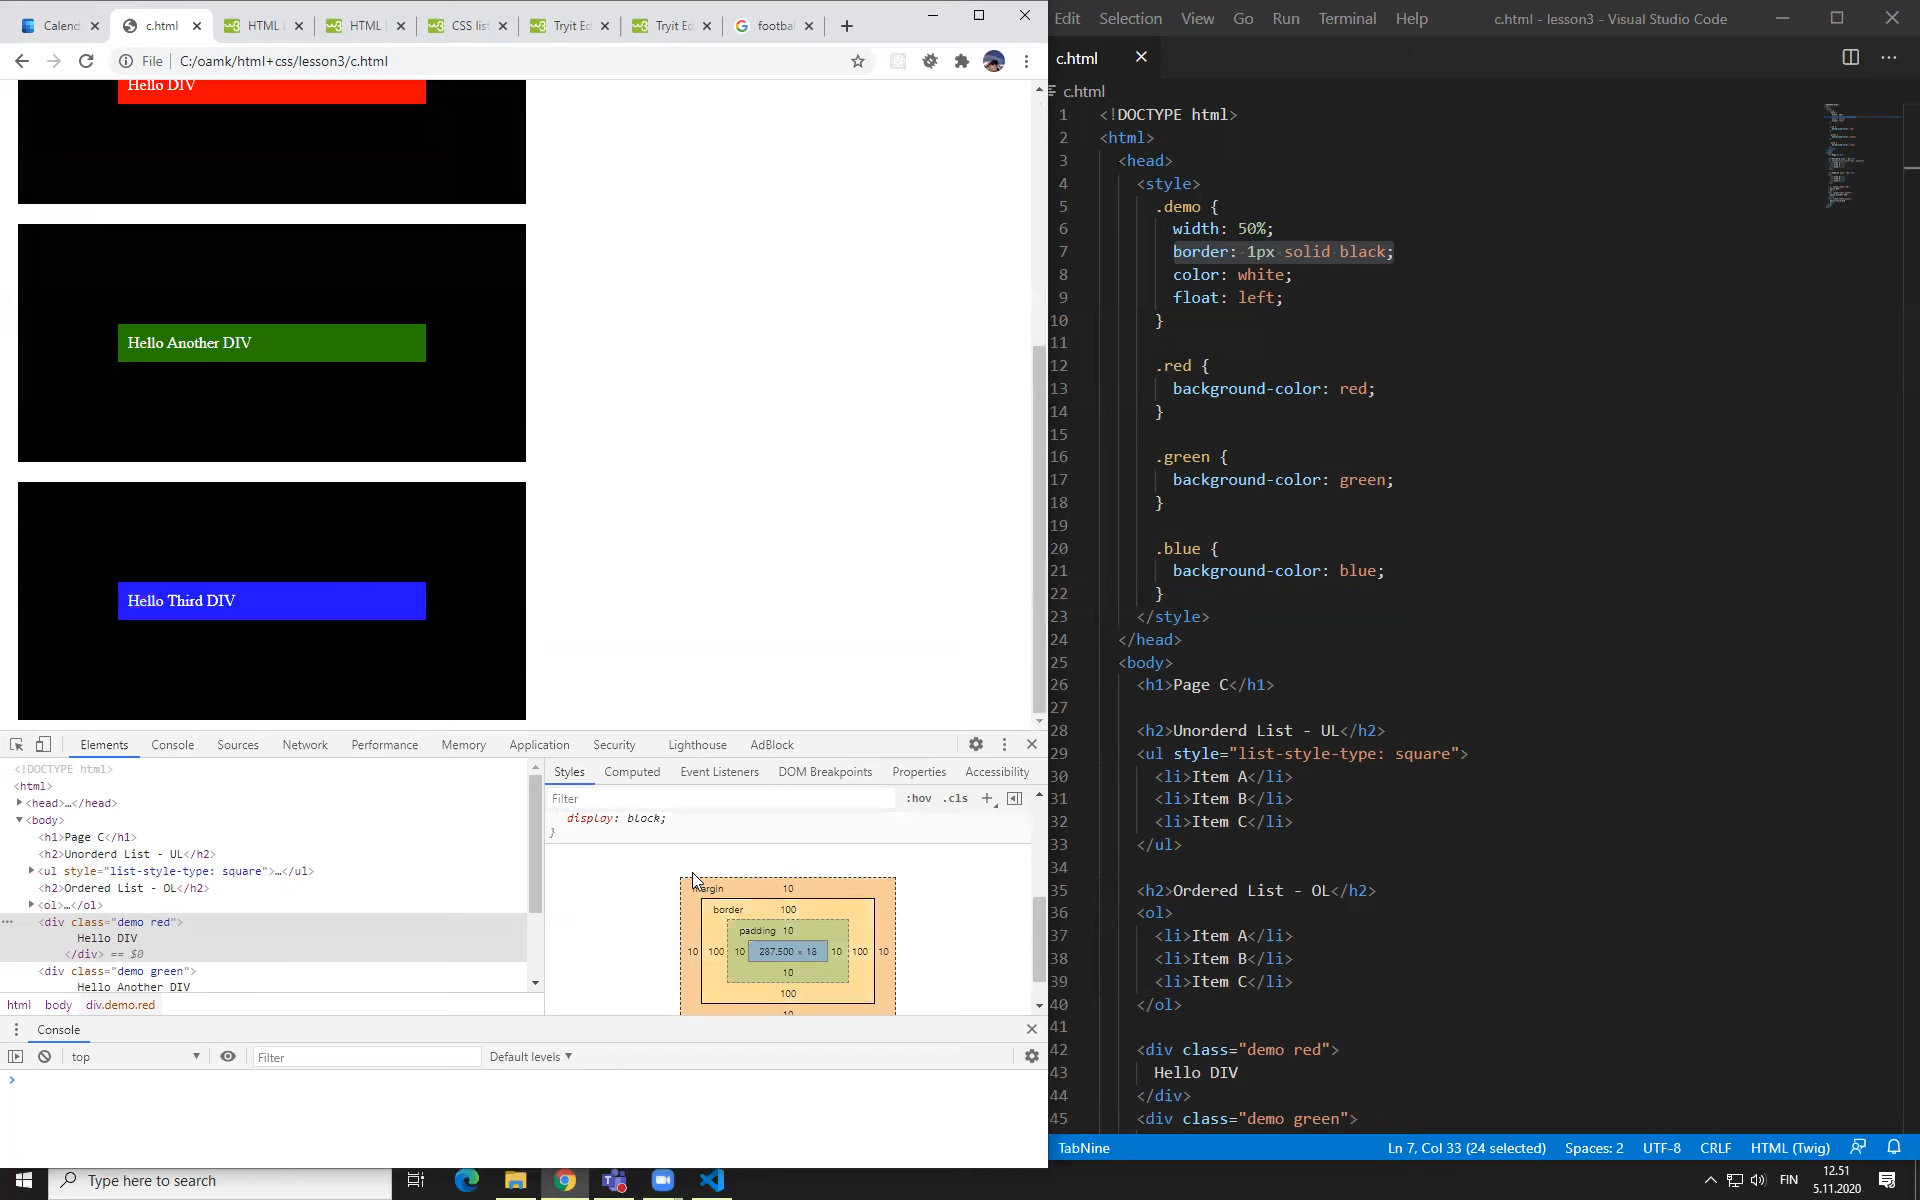 Calend
c.html
HTML
HTML
CSS list
Tryit Ed
Tryit Ed
footbal
File | C:/oamk/html+css/lesson3/c.html
Hello DIV
Hello Another DIV
Hello Third DIV
Elements Console Sources Network Performance Memory Application Security Lighthouse AdBlock
<!DOCTYPE html>
<html>
<head>…</head>
<body>
<h1>Page C</h1>
<h2>Unorderd List - UL</h2>
<ul style="list-style-type: square">…</ul>
<h2>Ordered List - OL</h2>
<ol>…</ol>
<div class="demo red">
Hello DIV
</div> == $0
<div class="demo green">
Hello Another DIV
html body div.demo.red
Styles Computed Event Listeners DOM Breakpoints Properties Accessibility
Filter :hov .cls
display: block;
}
margin 10
border 100
padding 10
10 100 10 287.500 × 18 10 100 10
10
100
10
Console
top Filter Default levels
Type here to search
Edit Selection View Go Run Terminal Help c.html - lesson3 - Visual Studio Code
c.html
c.html
1 <!DOCTYPE html>
2 <html>
3 <head>
4 <style>
5 .demo {
6 width: 50%;
7 border: 1px solid black;
8 color: white;
9 float: left;
10 }
11
12 .red {
13 background-color: red;
14 }
15
16 .green {
17 background-color: green;
18 }
19
20 .blue {
21 background-color: blue;
22 }
23 </style>
24 </head>
25 <body>
26 <h1>Page C</h1>
27
28 <h2>Unorderd List - UL</h2>
29 <ul style="list-style-type: square">
30 <li>Item A</li>
31 <li>Item B</li>
32 <li>Item C</li>
33 </ul>
34
35 <h2>Ordered List - OL</h2>
36 <ol>
37 <li>Item A</li>
38 <li>Item B</li>
39 <li>Item C</li>
40 </ol>
41
42 <div class="demo red">
43 Hello DIV
44 </div>
45 <div class="demo green">
TabNine Ln 7, Col 33 (24 selected) Spaces: 2 UTF-8 CRLF HTML (Twig)
FIN
12.51
5.11.2020